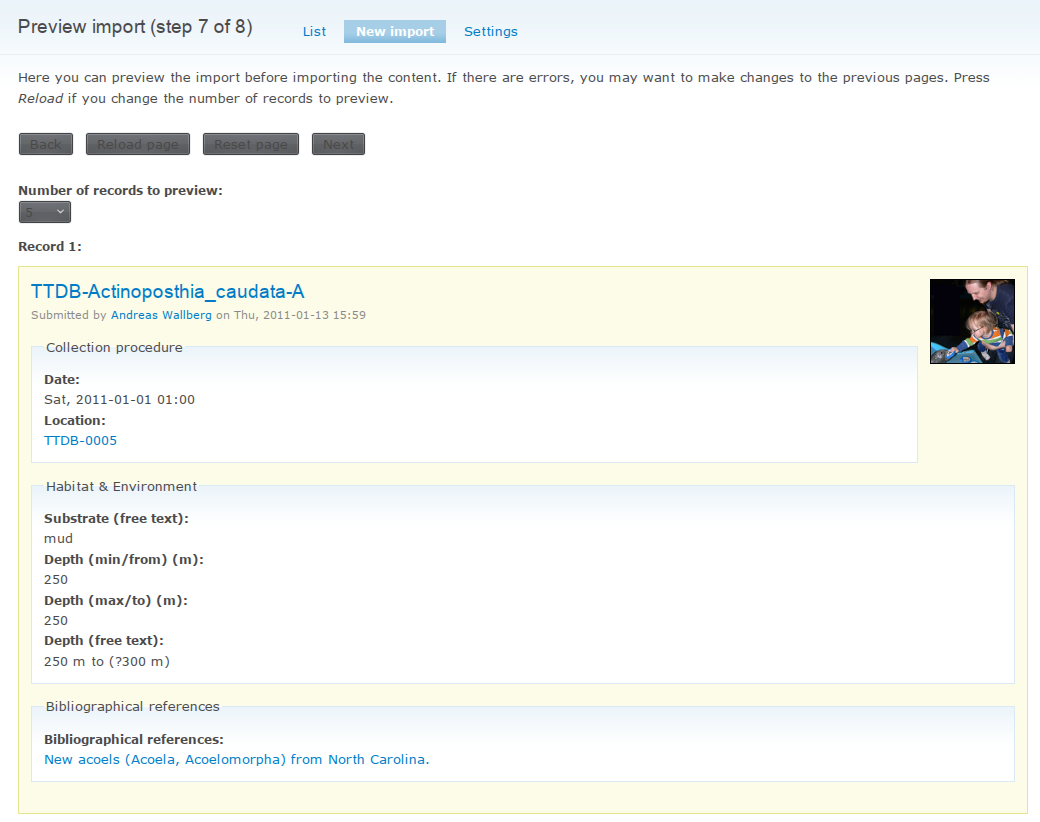 Preview import (step 7 of 8)
List
New import
Settings
Here you can preview the import before importing the content. If there are errors, you may want to make changes to the previous pages. Press
Reload if you change the number of records to preview.
Back
Reload page
Reset page
Next
Number of records to preview:
5
Record 1:
TTDB-Actinoposthia_caudata-A
Submitted by Andreas Wallberg on Thu, 2011-01-13 15:59
Collection procedure
Date:
Sat, 2011-01-01 01:00
Location:
TTDB-0005
Habitat & Environment
Substrate (free text):
mud
Depth (min/from) (m):
250
Depth (max/to) (m):
250
Depth (free text):
250 m to (?300 m)
Bibliographical references
Bibliographical references:
New acoels (Acoela, Acoelomorpha) from North Carolina.